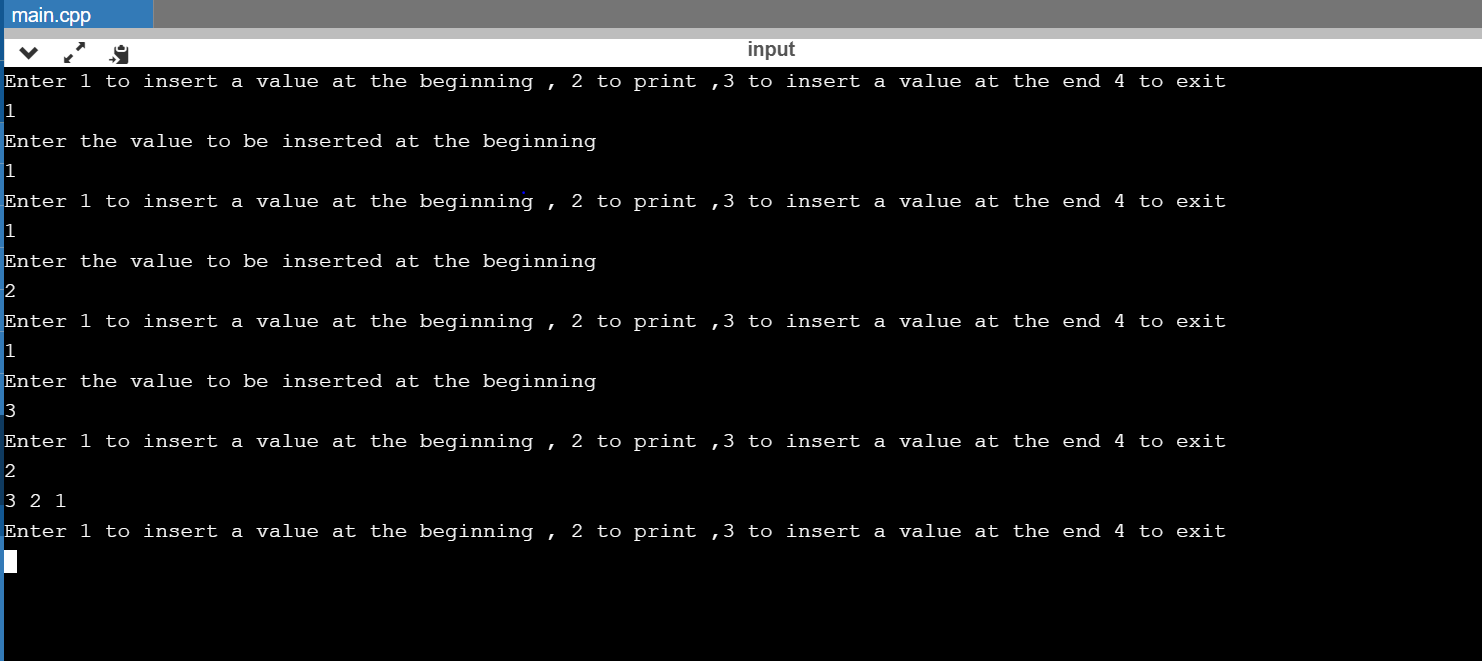 main.cpp
input
Enter 1 to insert a value at the beginning , 2 to print ,3 to insert a value at the end 4 to exit
1
Enter the value to be inserted at the beginning
1
Enter 1 to insert a value at the beginning , 2 to print ,3 to insert a value at the end 4 to exit
1
Enter the value to be inserted at the beginning
2
Enter 1 to insert a value at the beginning , 2 to print ,3 to insert a value at the end 4 to exit
1
Enter the value to be inserted at the beginning
3
Enter 1 to insert a value at the beginning , 2 to print ,3 to insert a value at the end 4 to exit
2
3 2 1
Enter 1 to insert a value at the beginning , 2 to print ,3 to insert a value at the end 4 to exit